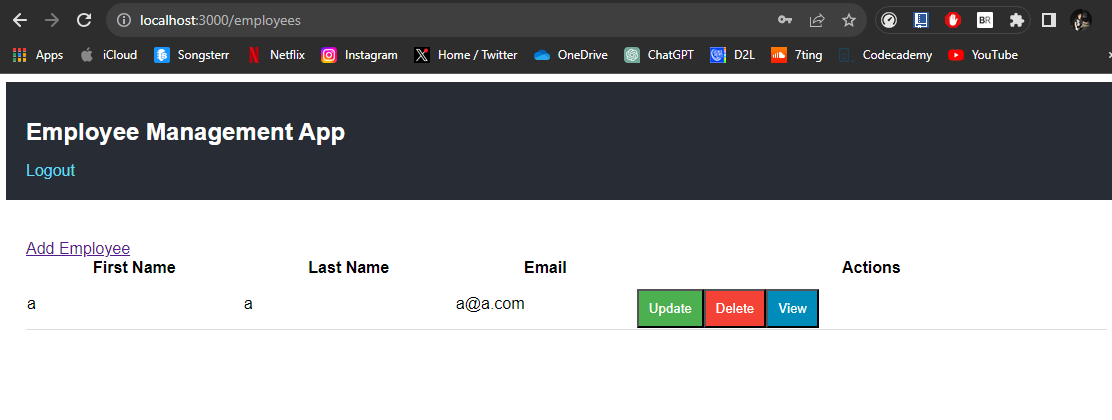 localhost:3000/employees
BR
Apps iCloud Songsterr Netflix Instagram Home / Twitter OneDrive ChatGPT D2L 7ting Codecademy YouTube
Employee Management App
Logout
Add Employee
First Name Last Name Email Actions
a a a@a.com Update Delete View